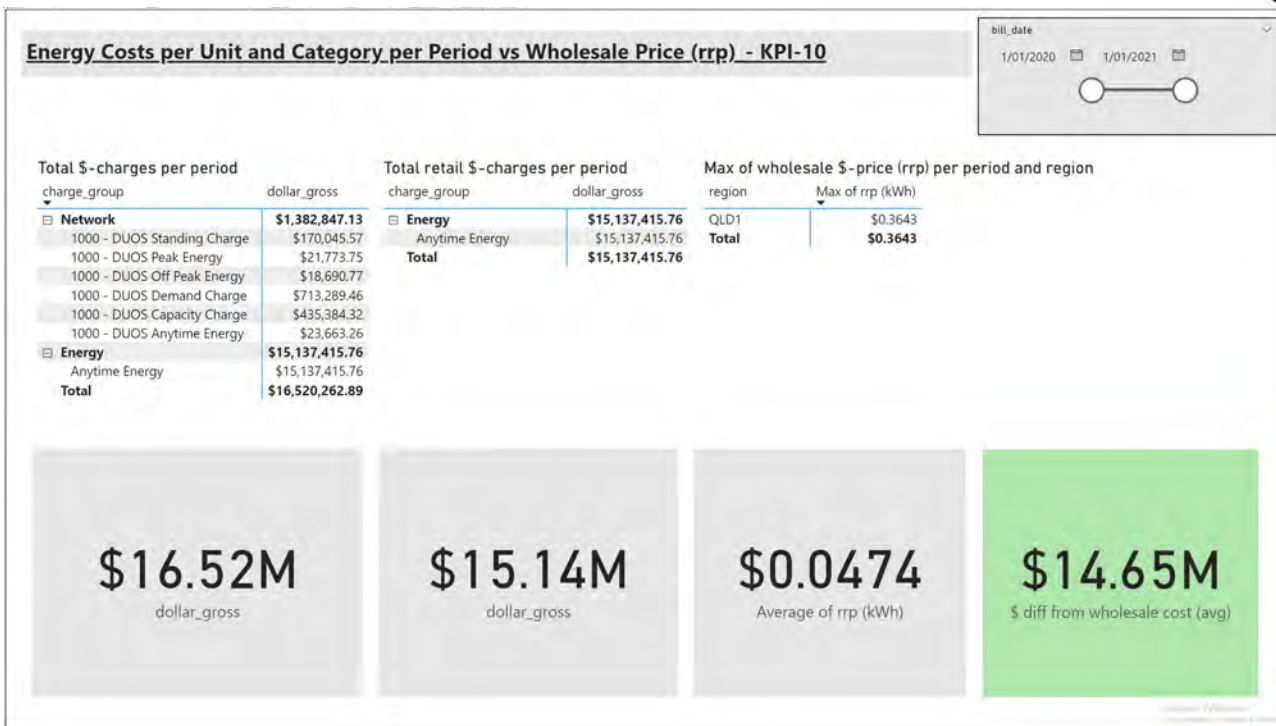 Energy Costs per Unit and Category per Period vs Wholesale Price (rrp) - KPI-10
bill_date
1/01/2020 1/01/2021
Total $-charges per period
charge_group dollar_gross
Network $1,382,847.13
1000 - DUOS Standing Charge $170,045.57
1000 - DUOS Peak Energy $21,773.75
1000 - DUOS Off Peak Energy $18,690.77
1000 - DUOS Demand Charge $713,289.46
1000 - DUOS Capacity Charge $435,384.32
1000 - DUOS Anytime Energy $23,663.26
Energy $15,137,415.76
Anytime Energy $15,137,415.76
Total $16,520,262.89
Total retail $-charges per period
charge_group dollar_gross
Energy $15,137,415.76
Anytime Energy $15,137,415.76
Total $15,137,415.76
Max of wholesale $-price (rrp) per period and region
region Max of rrp (kWh)
QLD1 $0.3643
Total $0.3643
$16.52M
dollar_gross
$15.14M
dollar_gross
$0.0474
Average of rrp (kWh)
$14.65M
$ diff from wholesale cost (avg)